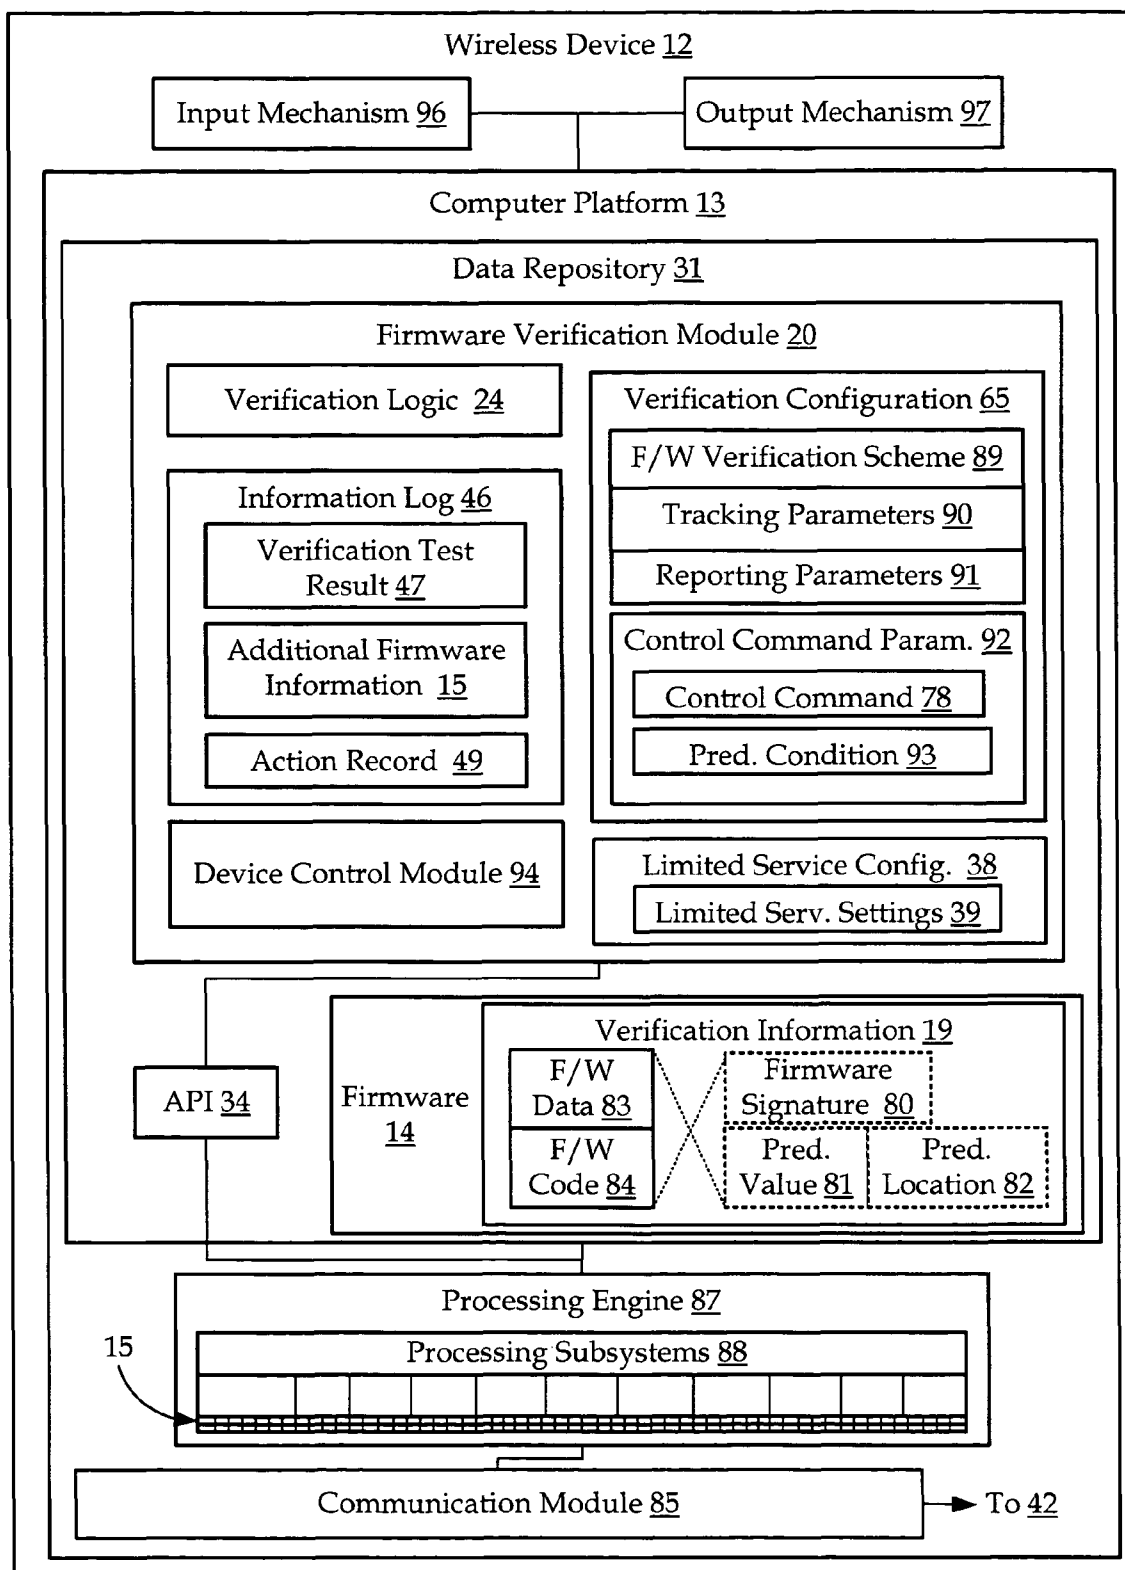 Wireless Device 12
Input Mechanism 96
Output Mechanism 97
Computer Platform 13
Data Repository 31
Firmware Verification Module 20
Verification Logic 24
Information Log 46
Verification Test
Result 47
Additional Firmware
Information 15
Action Record 49
Device Control Module 94
Verification Configuration 65
F/W Verification Scheme 89
Tracking Parameters 90
Reporting Parameters 91
Control Command Param. 92
Control Command 78
Pred. Condition 93
Limited Service Config. 38
Limited Serv. Settings 39
API 34
Firmware
14
Verification Information 19
F/W
Data 83
F/W
Code 84
Firmware
Signature 80
Pred.
Value 81
Pred.
Location 82
Processing Engine 87
Processing Subsystems 88
15
Communication Module 85
To 42